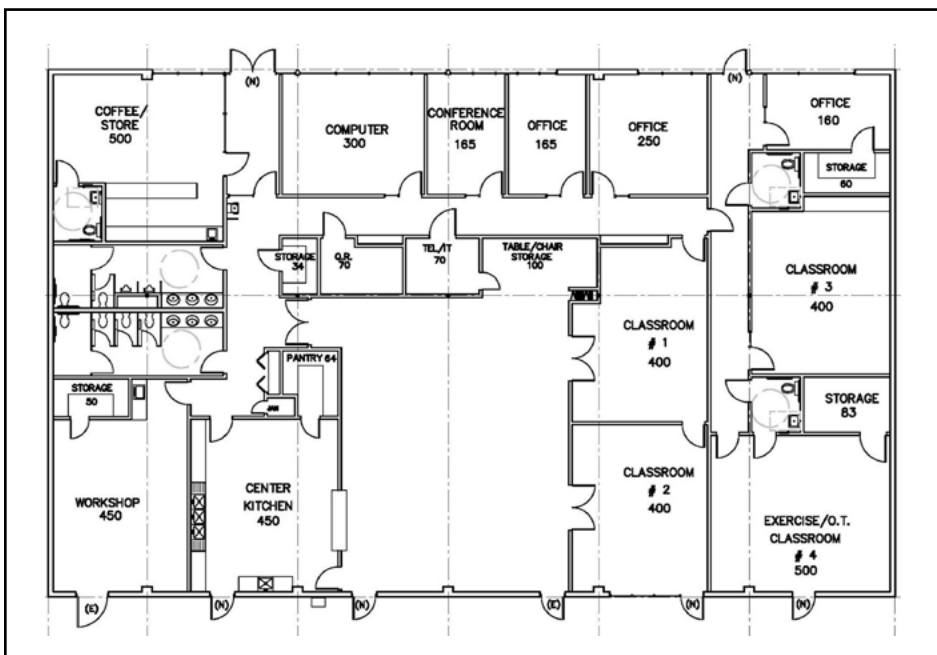 (N)
(N)
COFFEE/
STORE
500
COMPUTER
300
CONFERENCE
ROOM
165
OFFICE
165
OFFICE
250
OFFICE
160
STORAGE
60
STORAGE
34
Q.R.
70
TEL/IT
70
TABLE/CHAIR
STORAGE
100
CLASSROOM
# 3
400
CLASSROOM
# 1
400
PANTRY 64
JAN
STORAGE
50
STORAGE
83
WORKSHOP
450
CENTER
KITCHEN
450
CLASSROOM
# 2
400
EXERCISE/O.T.
CLASSROOM
# 4
500
(E)
(N)
(N)
(E)
(N)
(N)